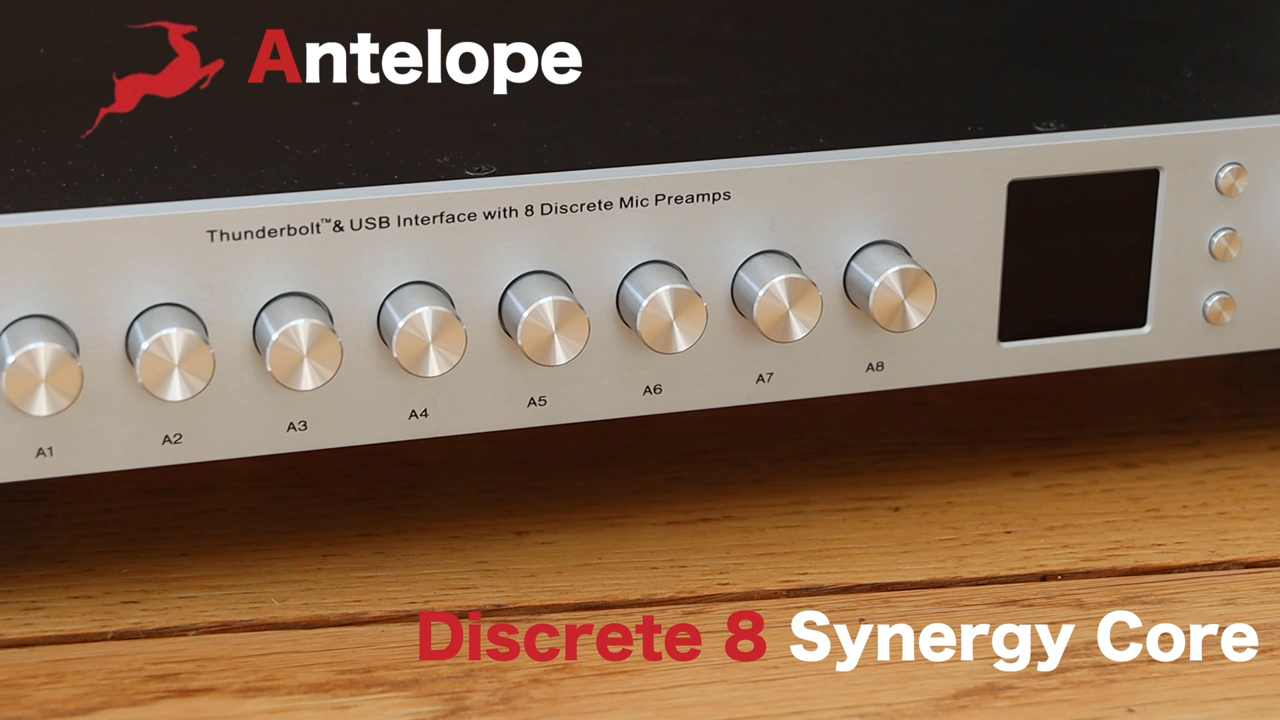 Antelope
Thunderbolt™ & USB Interface with 8 Discrete Mic Preamps
A1 A2 A3 A4 A5 A6 A7 A8
Discrete 8 Synergy Core